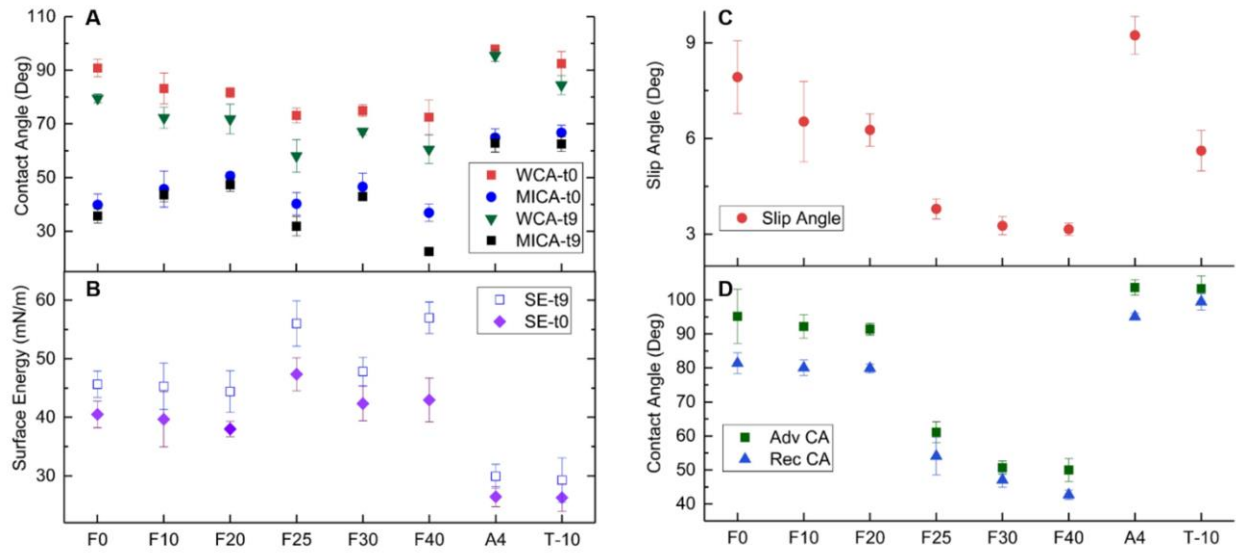 A
Contact Angle (Deg)
110
90
70
50
30
WCA-t0
MICA-t0
WCA-t9
MICA-t9
B
Surface Energy (mN/m)
60
50
40
30
SE-t9
SE-t0
F0 F10 F20 F25 F30 F40 A4 T-10
C
Slip Angle (Deg)
9
6
3
Slip Angle
D
Contact Angle (Deg)
100
90
80
70
60
50
40
Adv CA
Rec CA
F0 F10 F20 F25 F30 F40 A4 T-10